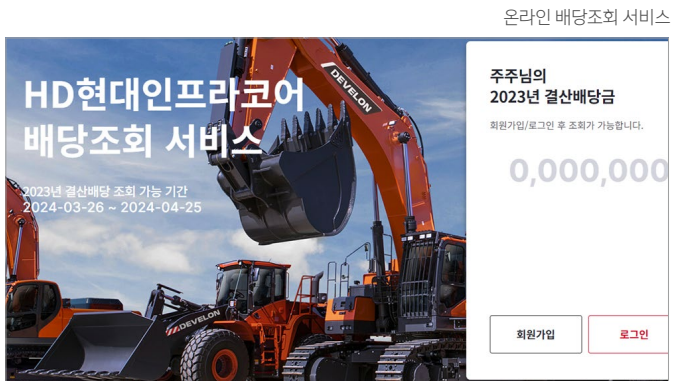 온라인 배당조회 서비스
HD현대인프라코어
배당조회 서비스
2023년 결산배당 조회 가능 기간
2024-03-26 ~ 2024-04-25
DEVELON
DEVELON
주주님의
2023년 결산배당금
회원가입/로그인 후 조회가 가능합니다.
0,000,000
회원가입
로그인